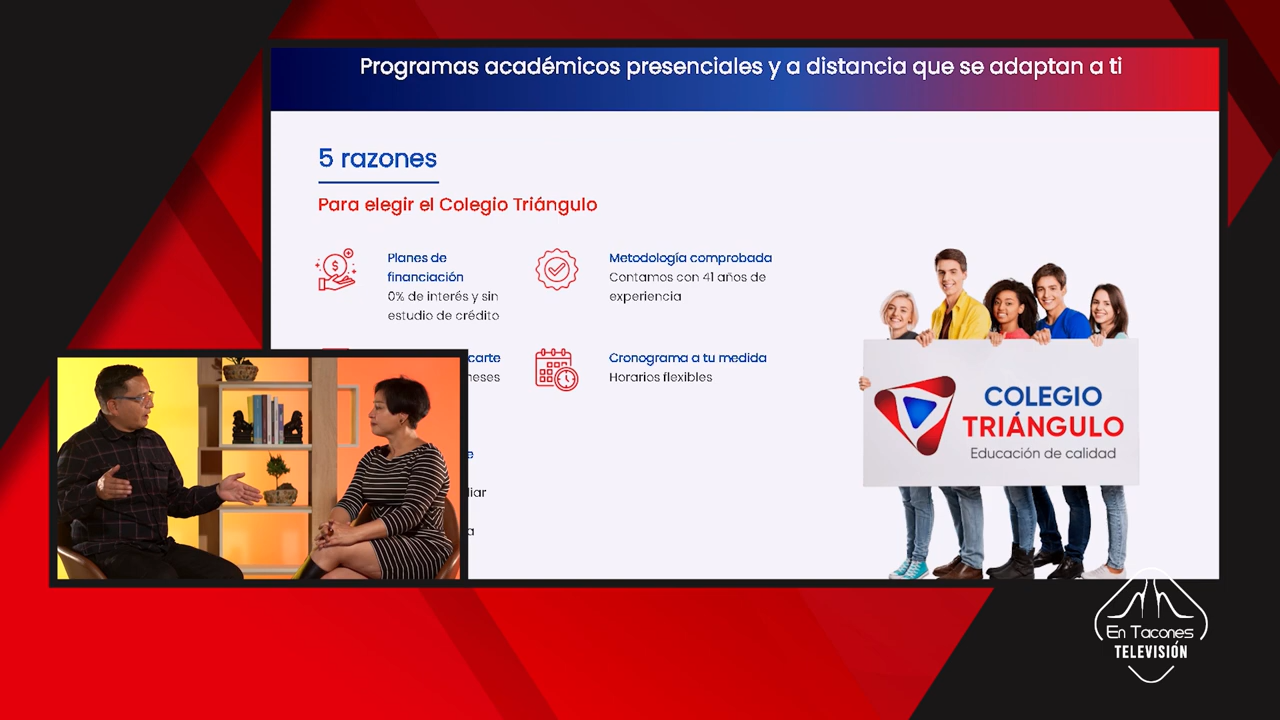 Programas académicos presenciales y a distancia que se adaptan a ti
5 razones
Para elegir el Colegio Triángulo
Planes de
financiación
0% de interés y sin
estudio de crédito
Metodología comprobada
Contamos con 41 años de
experiencia
Cronograma a tu medida
Horarios flexibles
COLEGIO
TRIÁNGULO
Educación de calidad
En Tacones
TELEVISIÓN